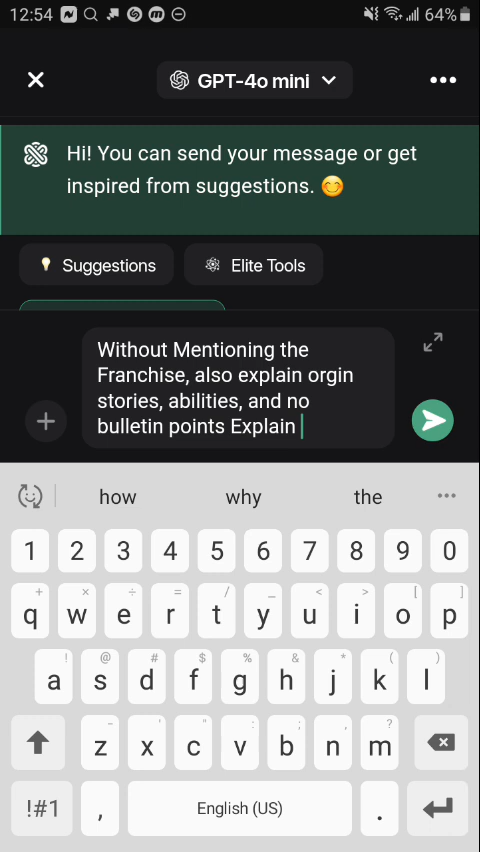 12:54 64%
GPT-4o mini
Hi! You can send your message or get
inspired from suggestions. 😊
Suggestions Elite Tools
Without Mentioning the
Franchise, also explain orgin
stories, abilities, and no
bulletin points Explain
how why the
1 2 3 4 5 6 7 8 9 0
+ × ÷ = / _ < > [ ]
q w e r t y u i o p
! @ # $ % & * ( )
a s d f g h j k l
- ' " : ; , ?
z x c v b n m
!#1 , English (US) .